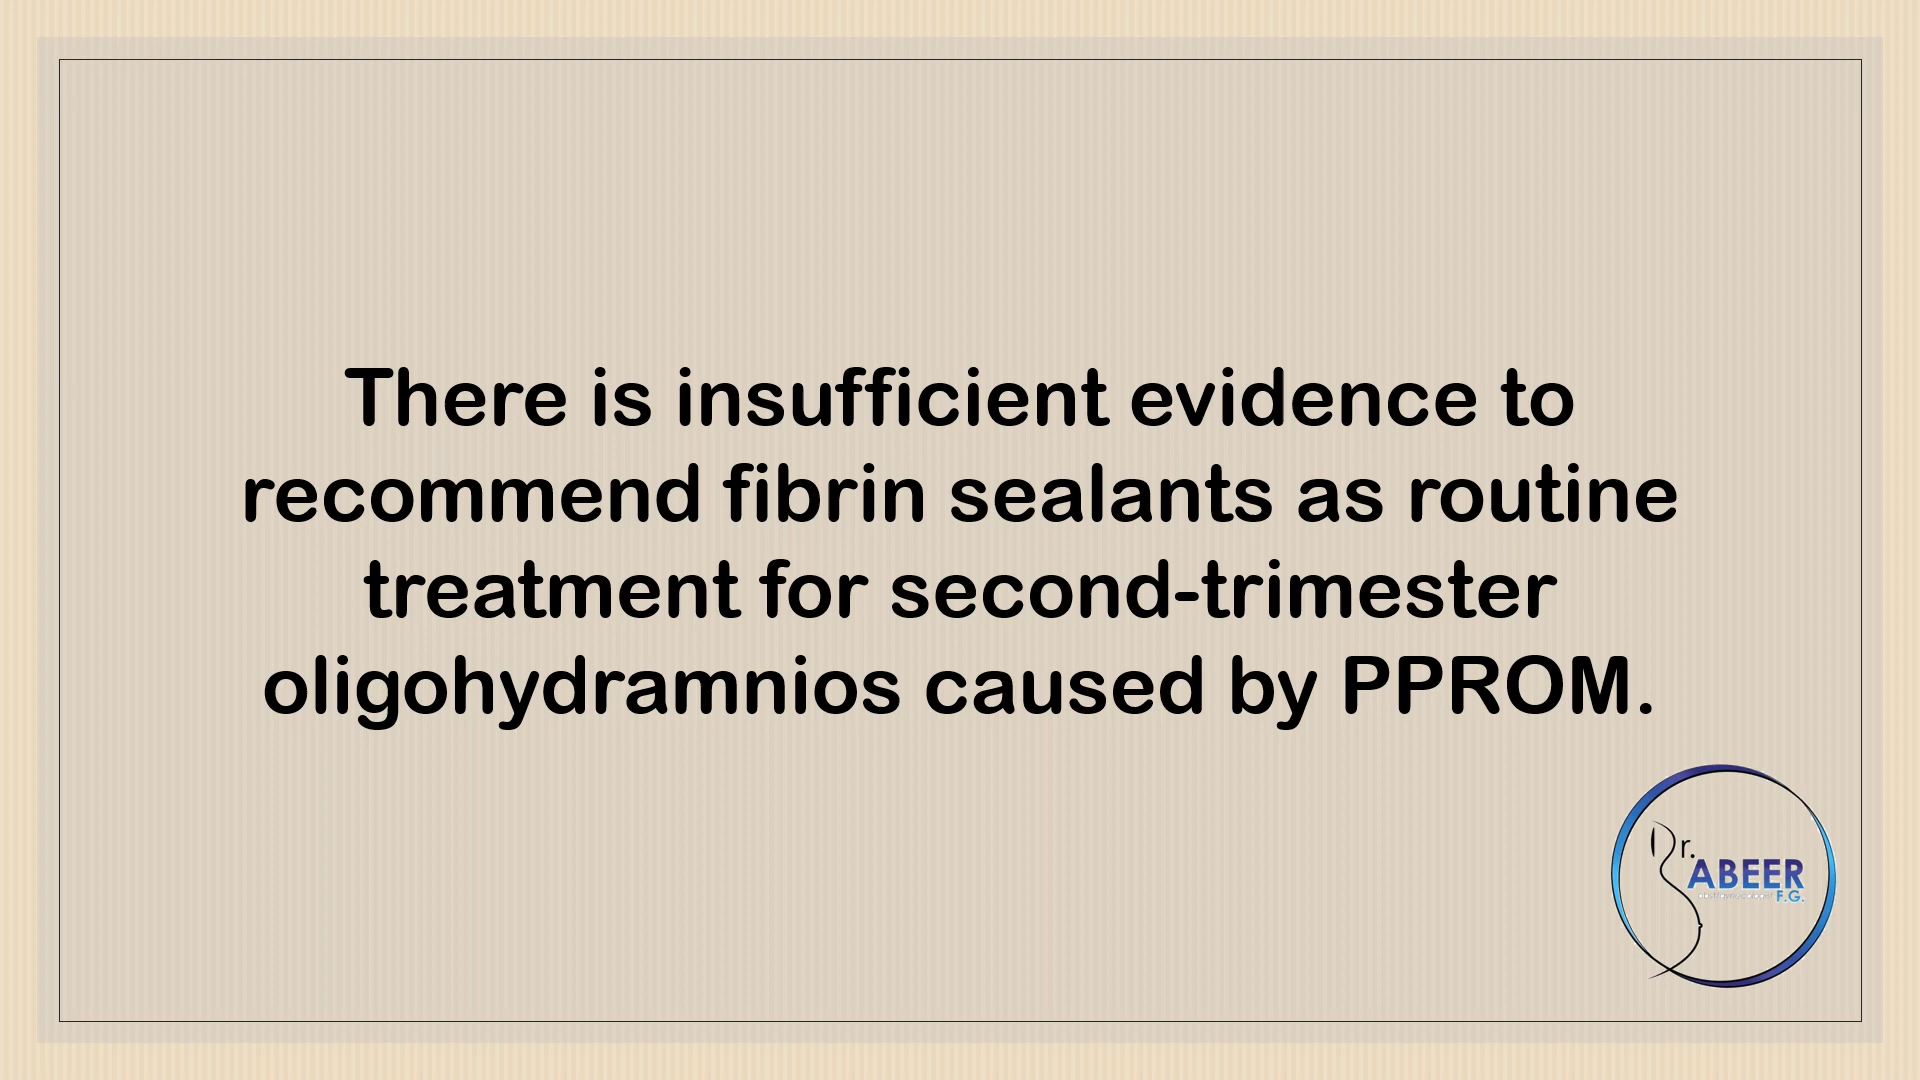 There is insufficient evidence to
recommend fibrin sealants as routine
treatment for second-trimester
oligohydramnios caused by PPROM.
Dr.
ABEER
F.G.